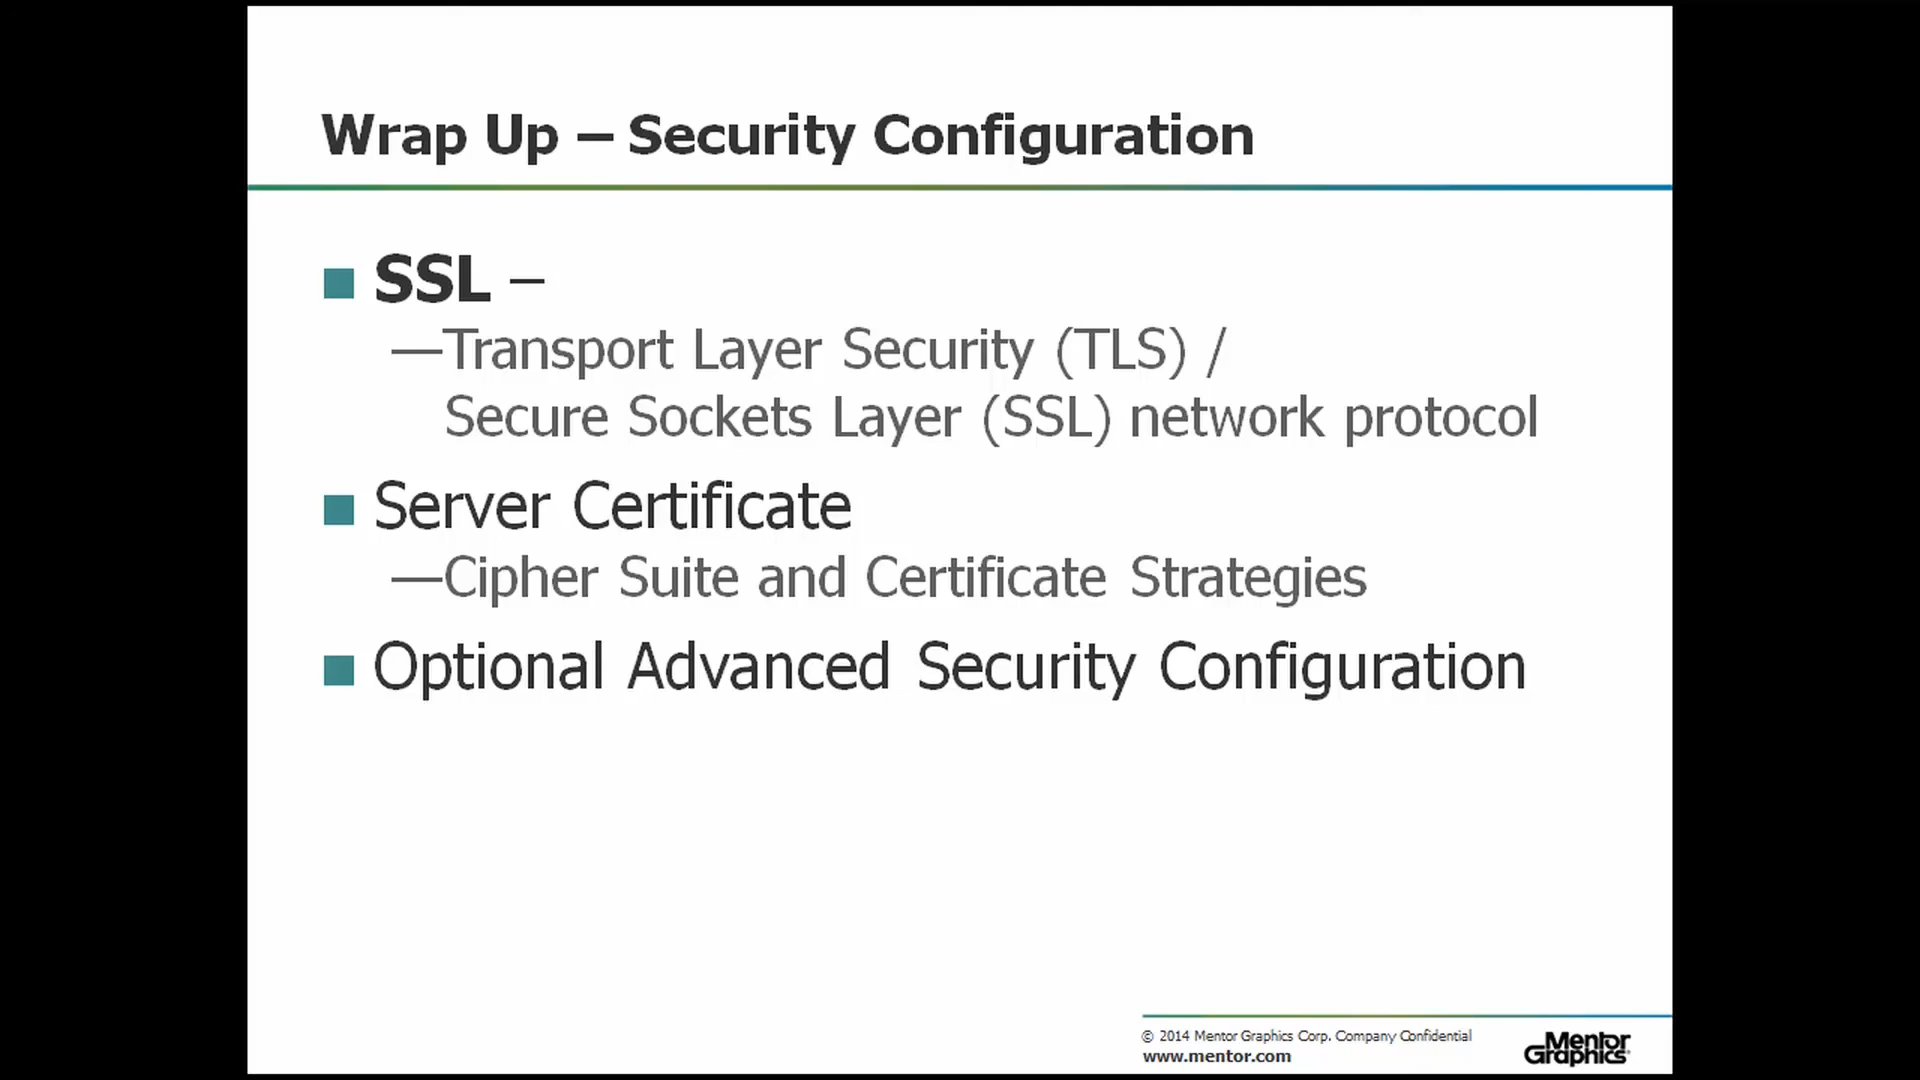 Wrap Up – Security Configuration
SSL –
—Transport Layer Security (TLS) /
Secure Sockets Layer (SSL) network protocol
Server Certificate
—Cipher Suite and Certificate Strategies
Optional Advanced Security Configuration
© 2014 Mentor Graphics Corp. Company Confidential
www.mentor.com
Mentor
Graphics